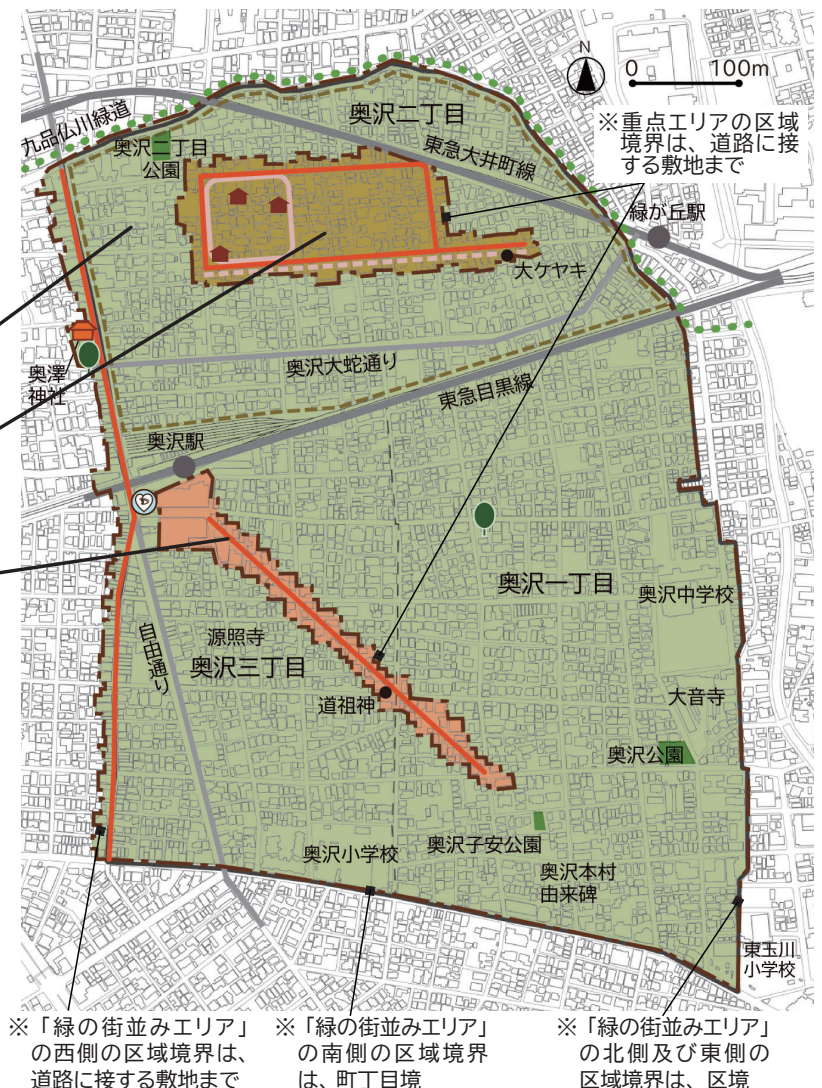 N
0 100m
※重点エリアの区域
境界は、道路に接
する敷地まで
九品仏川緑道
奥沢二丁目
奥沢二丁目
公園
東急大井町線
緑が丘駅
大ケヤキ
奥澤
神社
奥沢大蛇通り
東急目黒線
奥沢駅
奥沢一丁目
奥沢中学校
自由通り
源照寺
奥沢三丁目
道祖神
大音寺
奥沢公園
奥沢小学校
奥沢子安公園
奥沢本村
由来碑
東玉川
小学校
※「緑の街並みエリア」
の西側の区域境界は、
道路に接する敷地まで
※「緑の街並みエリア」
の南側の区域境界
は、町丁目境
※「緑の街並みエリア」
の北側及び東側の
区域境界は、区境